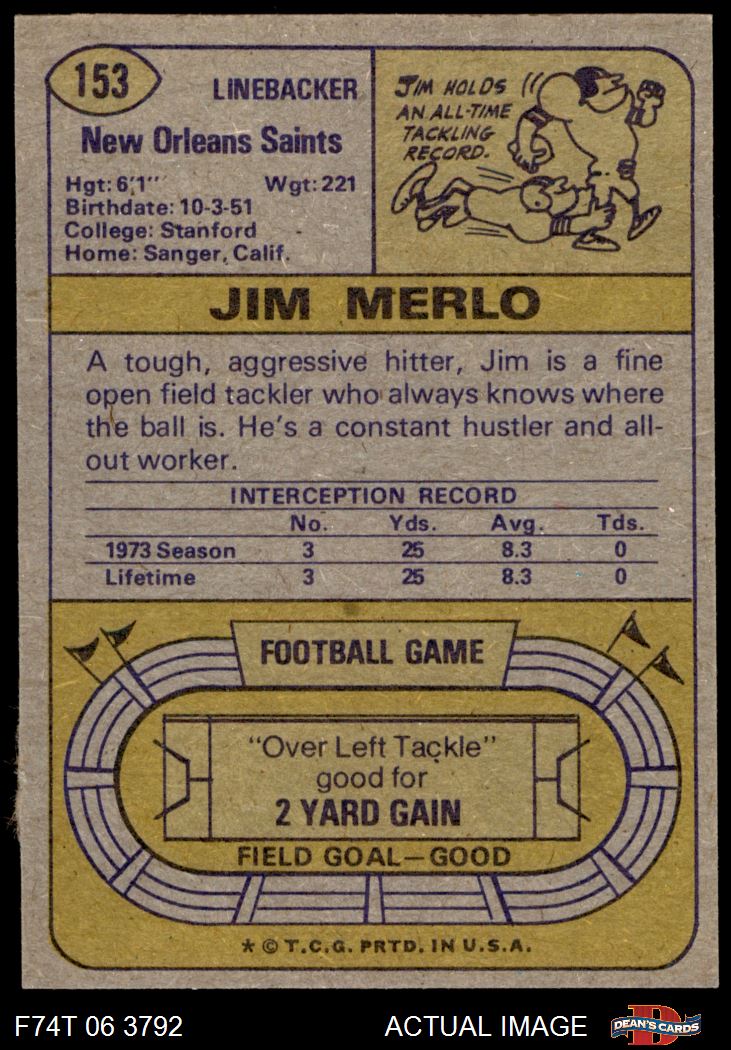 153
LINEBACKER
New Orleans Saints
Hgt: 6'1" Wgt: 221
Birthdate: 10-3-51
College: Stanford
Home: Sanger, Calif.
JIM HOLDS
AN ALL-TIME
TACKLING
RECORD.
JIM MERLO
A tough, aggressive hitter, Jim is a fine
open field tackler who always knows where
the ball is. He's a constant hustler and all-
out worker.
INTERCEPTION RECORD
No. Yds. Avg. Tds.
1973 Season 3 25 8.3 0
Lifetime 3 25 8.3 0
FOOTBALL GAME
"Over Left Tackle"
good for
2 YARD GAIN
FIELD GOAL—GOOD
* © T.C.G. PRTD. IN U.S.A.
F74T 06 3792 ACTUAL IMAGE
D
DEAN'S CARDS